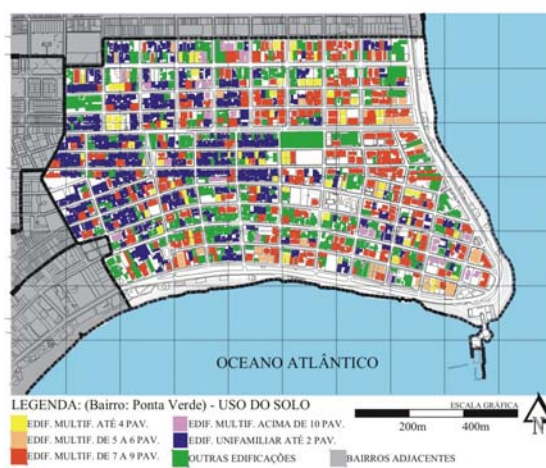 OCEANO ATLÂNTICO
LEGENDA: (Bairro: Ponta Verde) - USO DO SOLO
ESCALA GRÁFICA
EDIF. MULTIF. ATÉ 4 PAV.
EDIF. MULTIF. ACIMA DE 10 PAV.
200m 400m
N
EDIF. MULTIF. DE 5 A 6 PAV.
EDIF. UNIFAMILIAR ATÉ 2 PAV.
EDIF. MULTIF. DE 7 A 9 PAV.
OUTRAS EDIFICAÇÕES
BAIRROS ADJACENTES